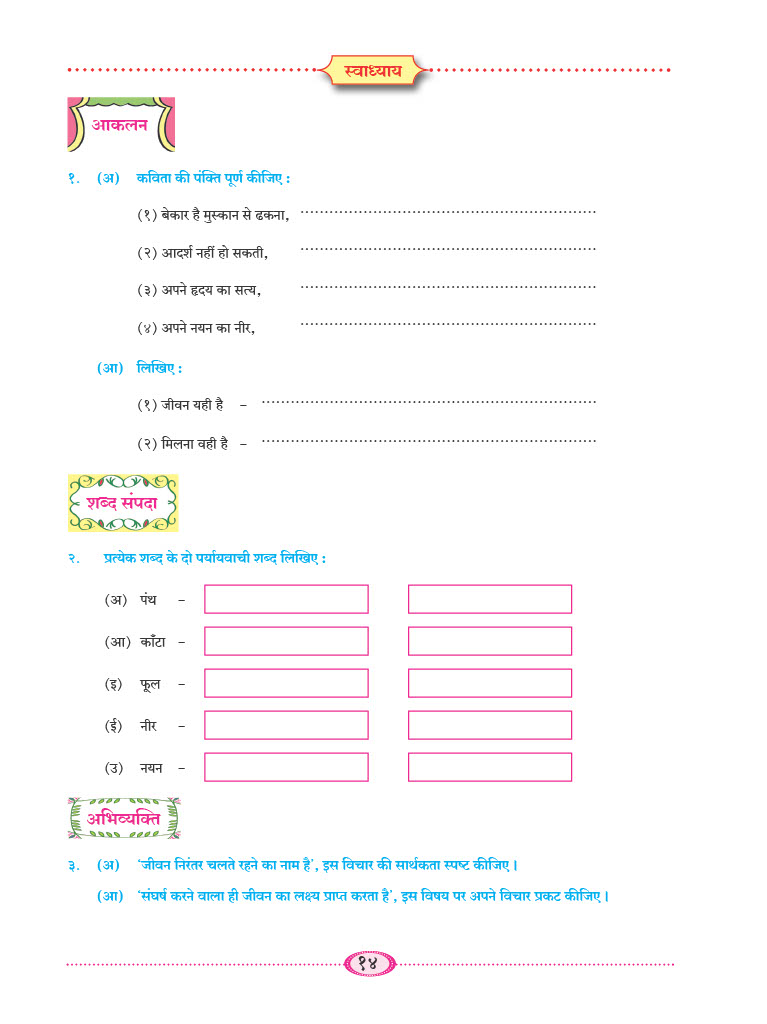 स्वाध्याय
आकलन
१. (अ) कविता की पंक्ति पूर्ण कीजिए :
(१) बेकार है मुस्कान से ढकना, ............................................................
(२) आदर्श नहीं हो सकती, ............................................................
(३) अपने हृदय का सत्य, ............................................................
(४) अपने नयन का नीर, ............................................................
(आ) लिखिए :
(१) जीवन यही है – ....................................................................
(२) मिलना वही है – ....................................................................
शब्द संपदा
२. प्रत्येक शब्द के दो पर्यायवाची शब्द लिखिए :
(अ) पंथ –
(आ) काँटा –
(इ) फूल –
(ई) नीर –
(उ) नयन –
अभिव्यक्ति
३. (अ) ‘जीवन निरंतर चलते रहने का नाम है’, इस विचार की सार्थकता स्पष्ट कीजिए ।
(आ) ‘संघर्ष करने वाला ही जीवन का लक्ष्य प्राप्त करता है’, इस विषय पर अपने विचार प्रकट कीजिए ।
१४